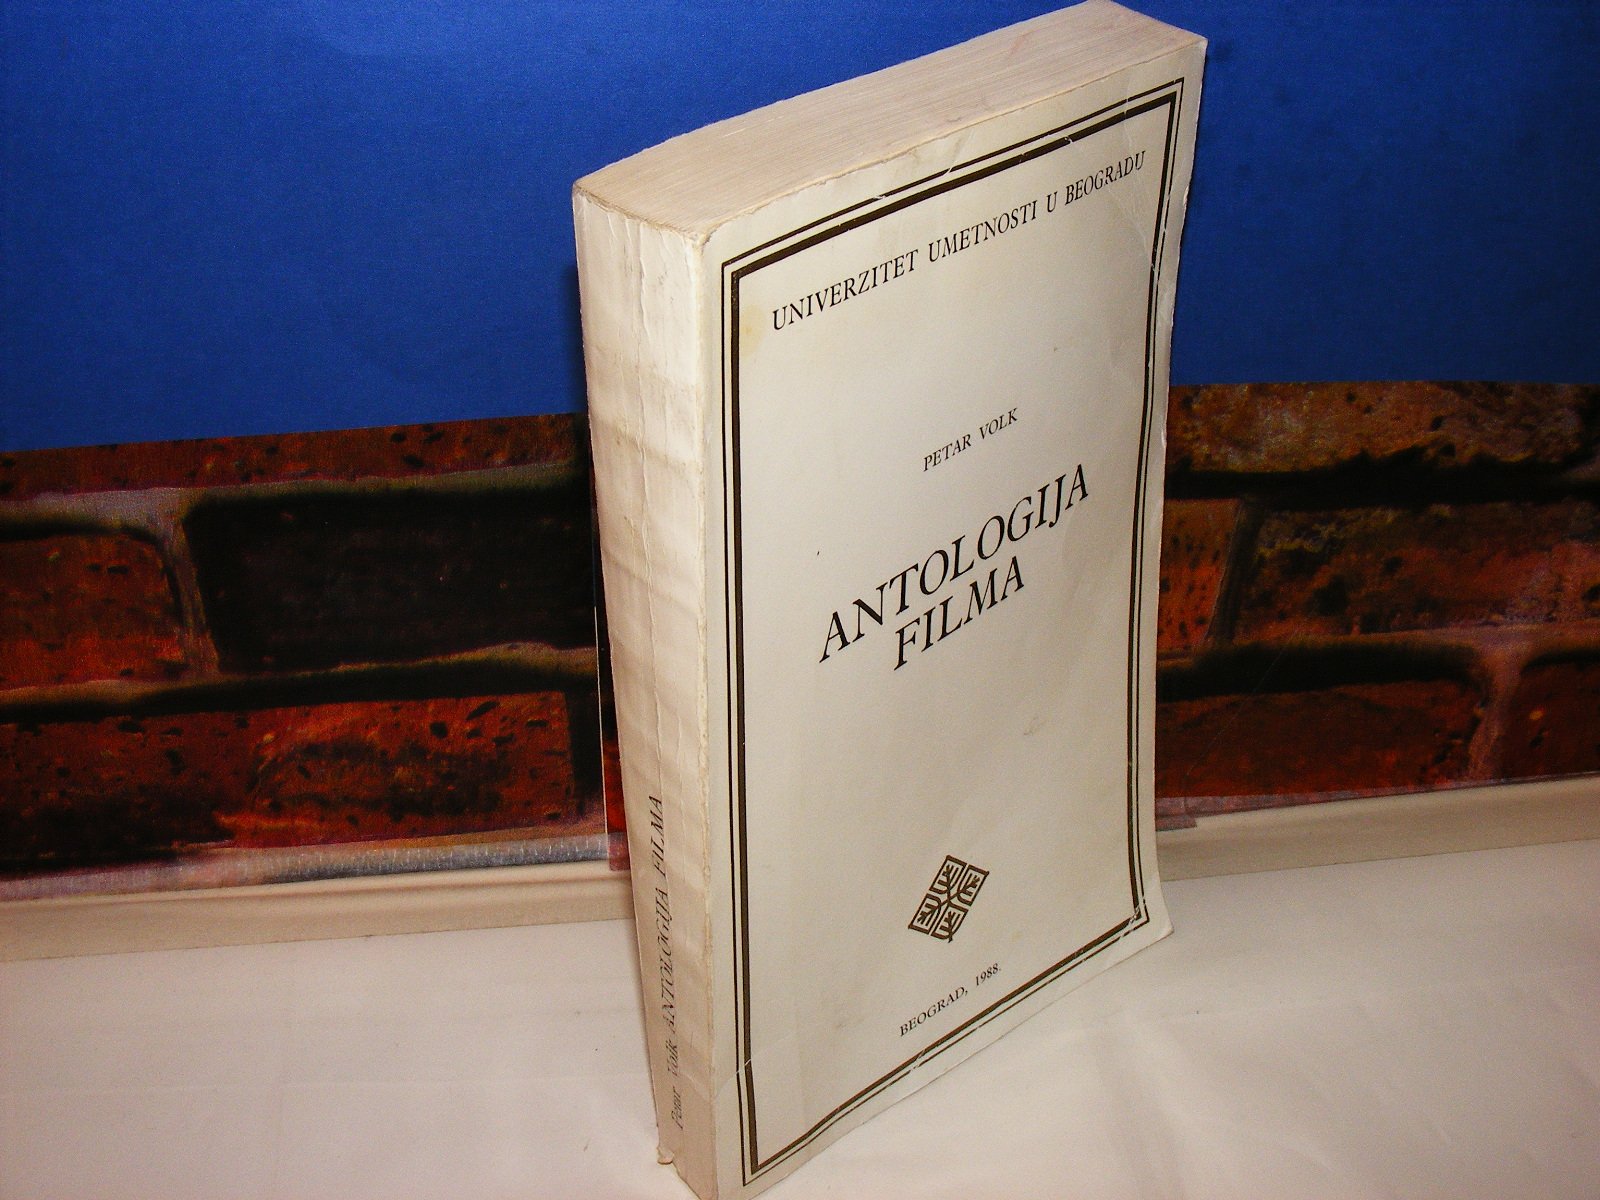 UNIVERZITET UMETNOSTI U BEOGRADU
PETAR VOLK
ANTOLOGIJA
FILMA
BEOGRAD, 1988.
Petar Volk ANTOLOGIJA FILMA